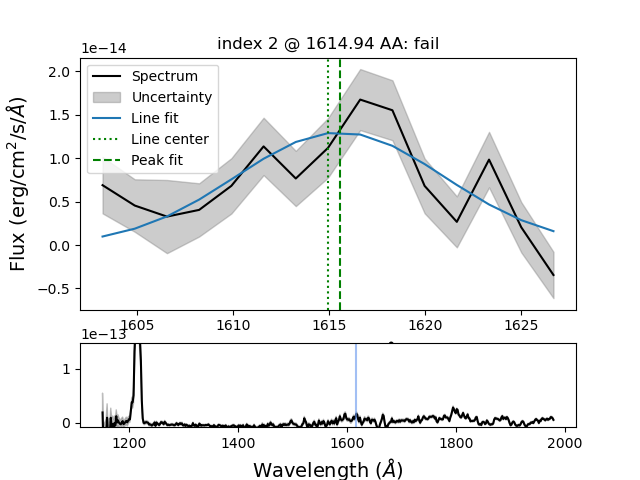 index 2 @ 1614.94 AA: fail
1e−14
Spectrum
Uncertainty
Line fit
Line center
Peak fit
Flux (erg/cm²/s/Å)
2.0
1.5
1.0
0.5
0.0
−0.5
1605 1610 1615 1620 1625
1e−13
1
0
1200 1400 1600 1800 2000
Wavelength (Å)